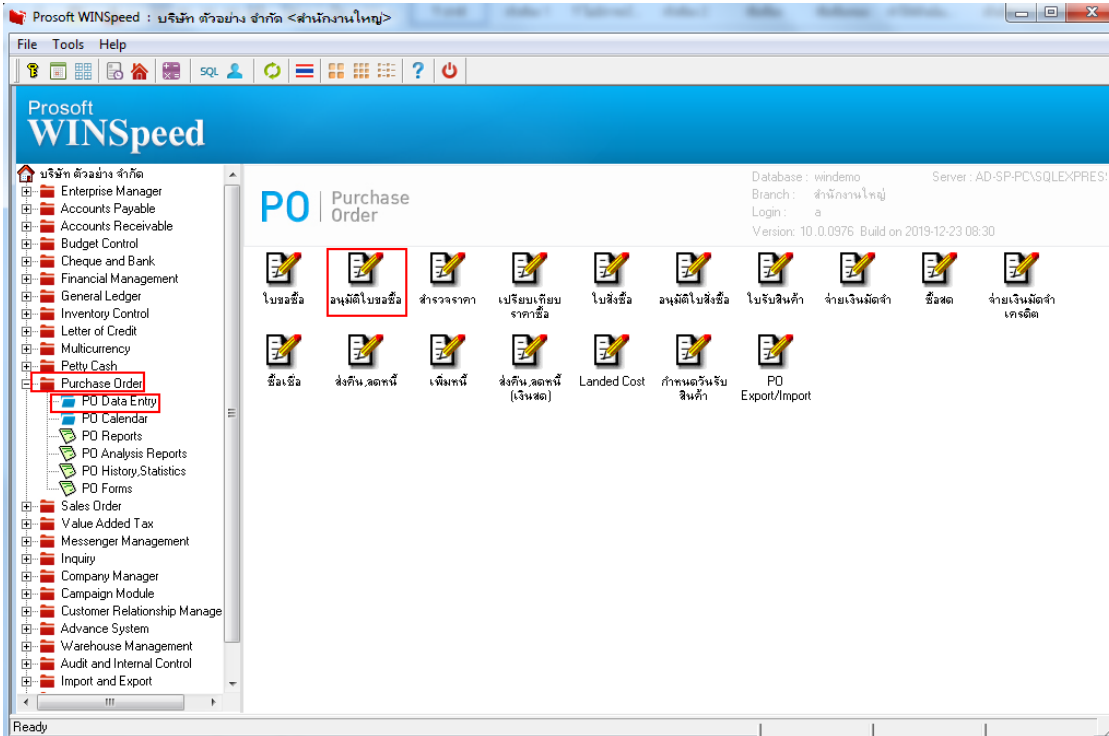 Prosoft WINSpeed : บริษัท ตัวอย่าง จำกัด <สำนักงานใหญ่>
File Tools Help
SQL
?
Prosoft
WINSpeed
บริษัท ตัวอย่าง จำกัด
Enterprise Manager
Accounts Payable
Accounts Receivable
Budget Control
Cheque and Bank
Financial Management
General Ledger
Inventory Control
Letter of Credit
Multicurrency
Petty Cash
Purchase Order
PO Data Entry
PO Calendar
PO Reports
PO Analysis Reports
PO History,Statistics
PO Forms
Sales Order
Value Added Tax
Messenger Management
Inquiry
Company Manager
Campaign Module
Customer Relationship Manage
Advance System
Warehouse Management
Audit and Internal Control
Import and Export
PO
Purchase
Order
Database : windemo Server : AD-SP-PC\SQLEXPRES
Branch : สำนักงานใหญ่
Login : a
Version: 10.0.0976 Build on 2019-12-23 08:30
ใบขอซื้อ อนุมัติใบขอซื้อ สำรวจราคา เปรียบเทียบ ใบสั่งซื้อ อนุมัติใบสั่งซื้อ ใบรับสินค้า จ่ายเงินมัดจำ ซื้อสด จ่ายเงินมัดจำ
ราคาซื้อ เครดิต
ซื้อเชื่อ ส่งคืน,ลดหนี้ เพิ่มหนี้ ส่งคืน,ลดหนี้ Landed Cost กำหนดวันรับ PO
(เงินสด) สินค้า Export/Import
Ready